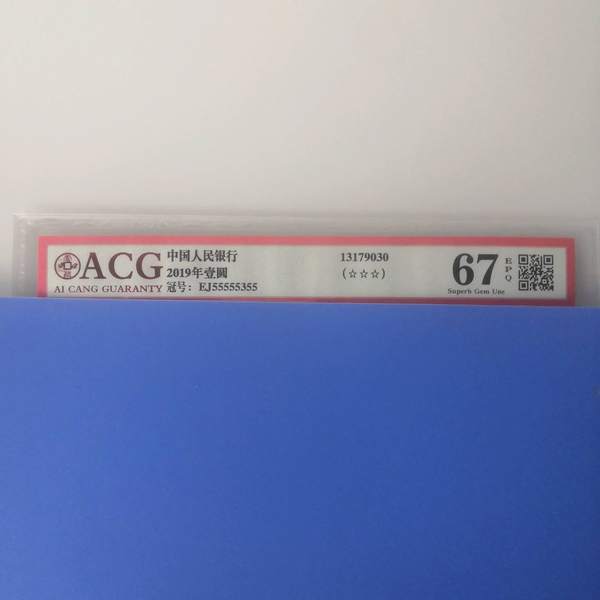 ACG
AI CANG GUARANTY
中国人民银行
2019年壹圆
冠号: EJ55555355
13179030
(☆☆☆)
67
EPQ
Superb Gem Unc